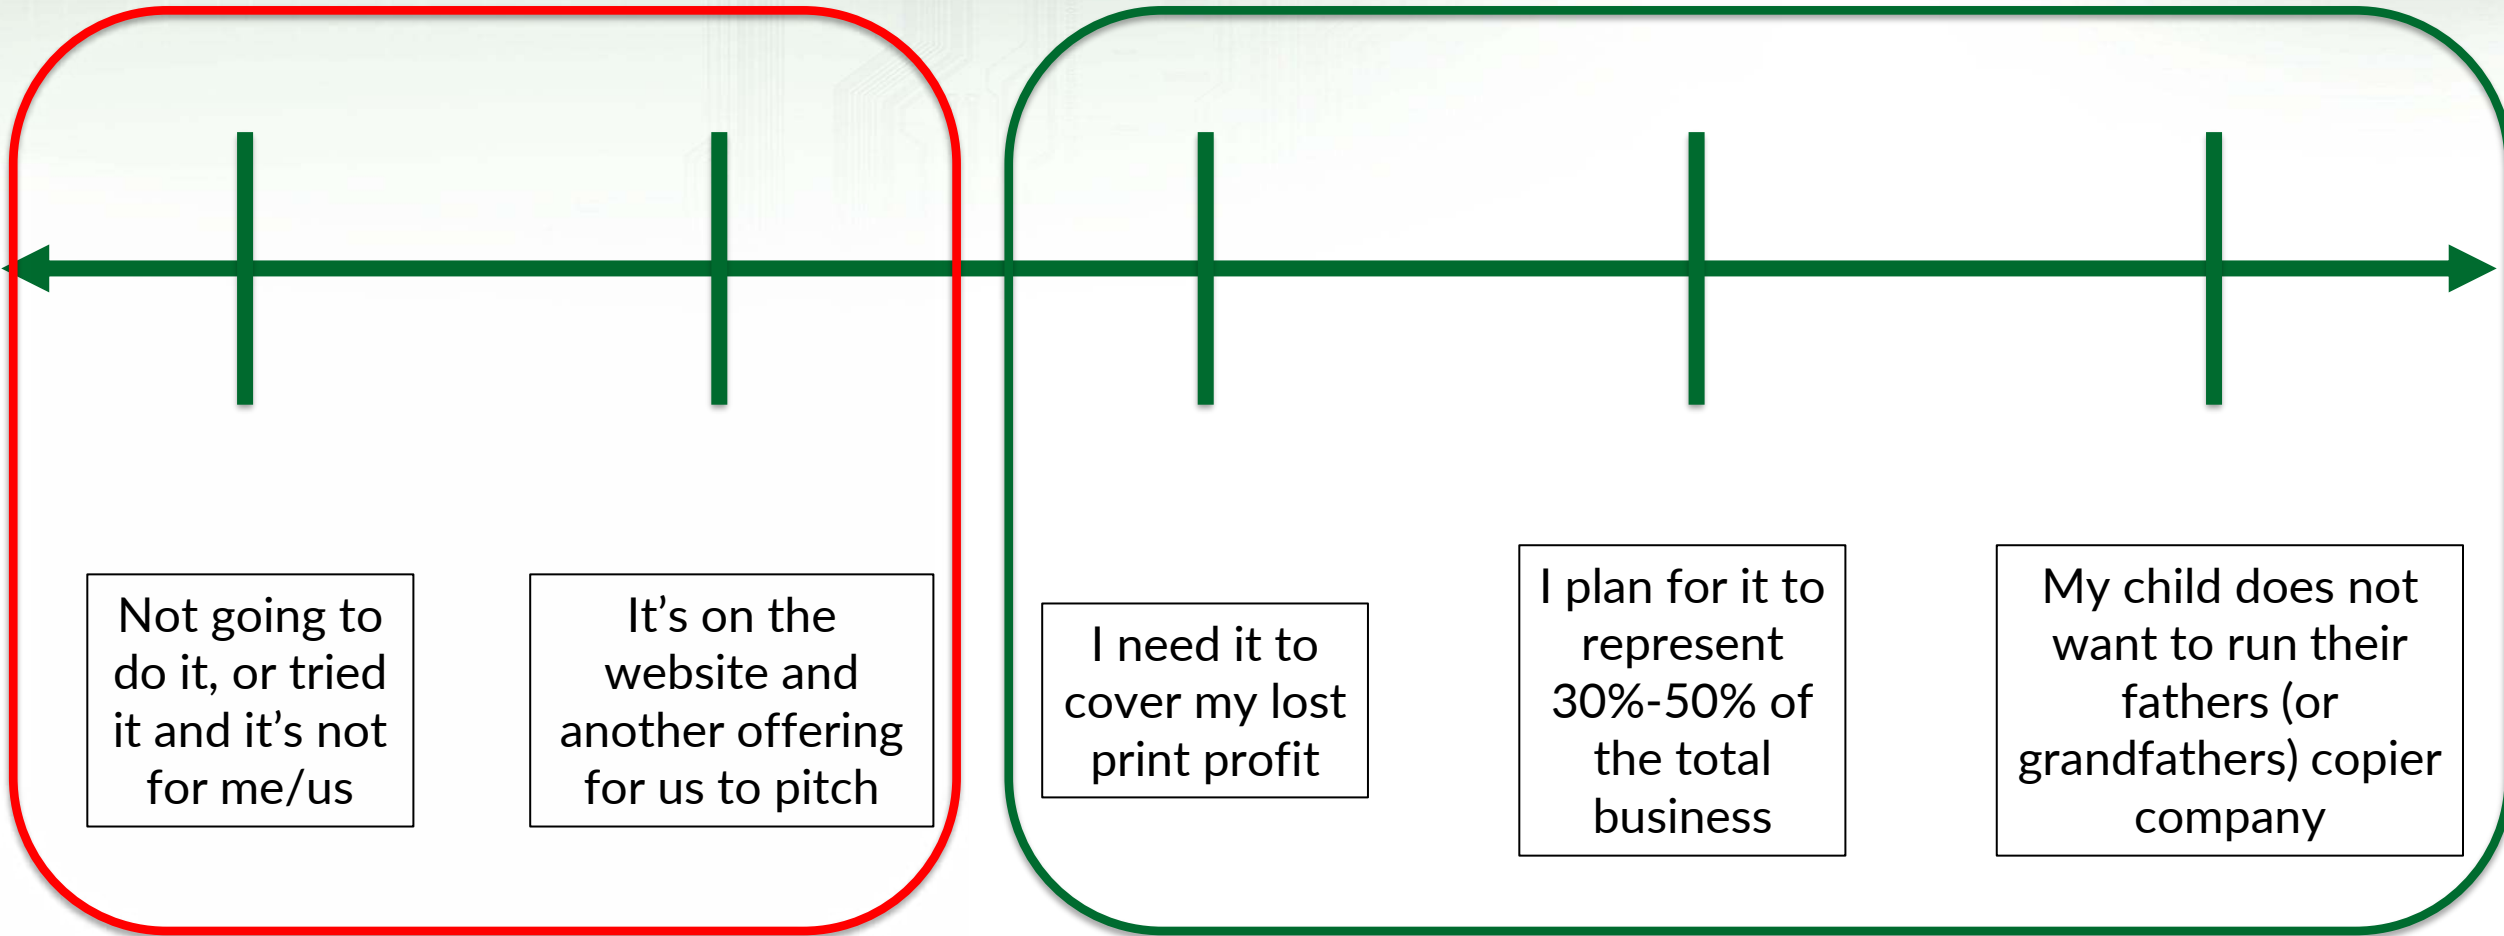 Not going to
do it, or tried
it and it’s not
for me/us
It’s on the
website and
another offering
for us to pitch
I need it to
cover my lost
print profit
I plan for it to
represent
30%-50% of
the total
business
My child does not
want to run their
fathers (or
grandfathers) copier
company